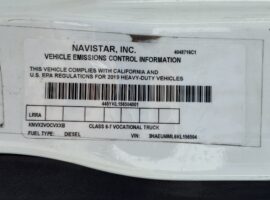 NAVISTAR, INC.
4048716C1
VEHICLE EMISSIONS CONTROL INFORMATION
THIS VEHICLE COMPLIES WITH CALIFORNIA AND
U.S. EPA REGULATIONS FOR 2019 HEAVY-DUTY VEHICLES
LRRA
CLASS 6-7 VOCATIONAL TRUCK
FUEL TYPE: DIESEL
VIN: